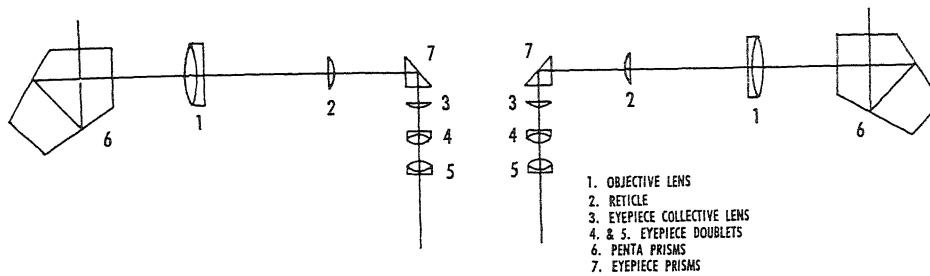 7
7
3
3
2
2
1
1
4
4
6
6
5
5
1. OBJECTIVE LENS
2. RETICLE
3. EYEPIECE COLLECTIVE LENS
4. & 5. EYEPIECE DOUBLETS
6. PENTA PRISMS
7. EYEPIECE PRISMS